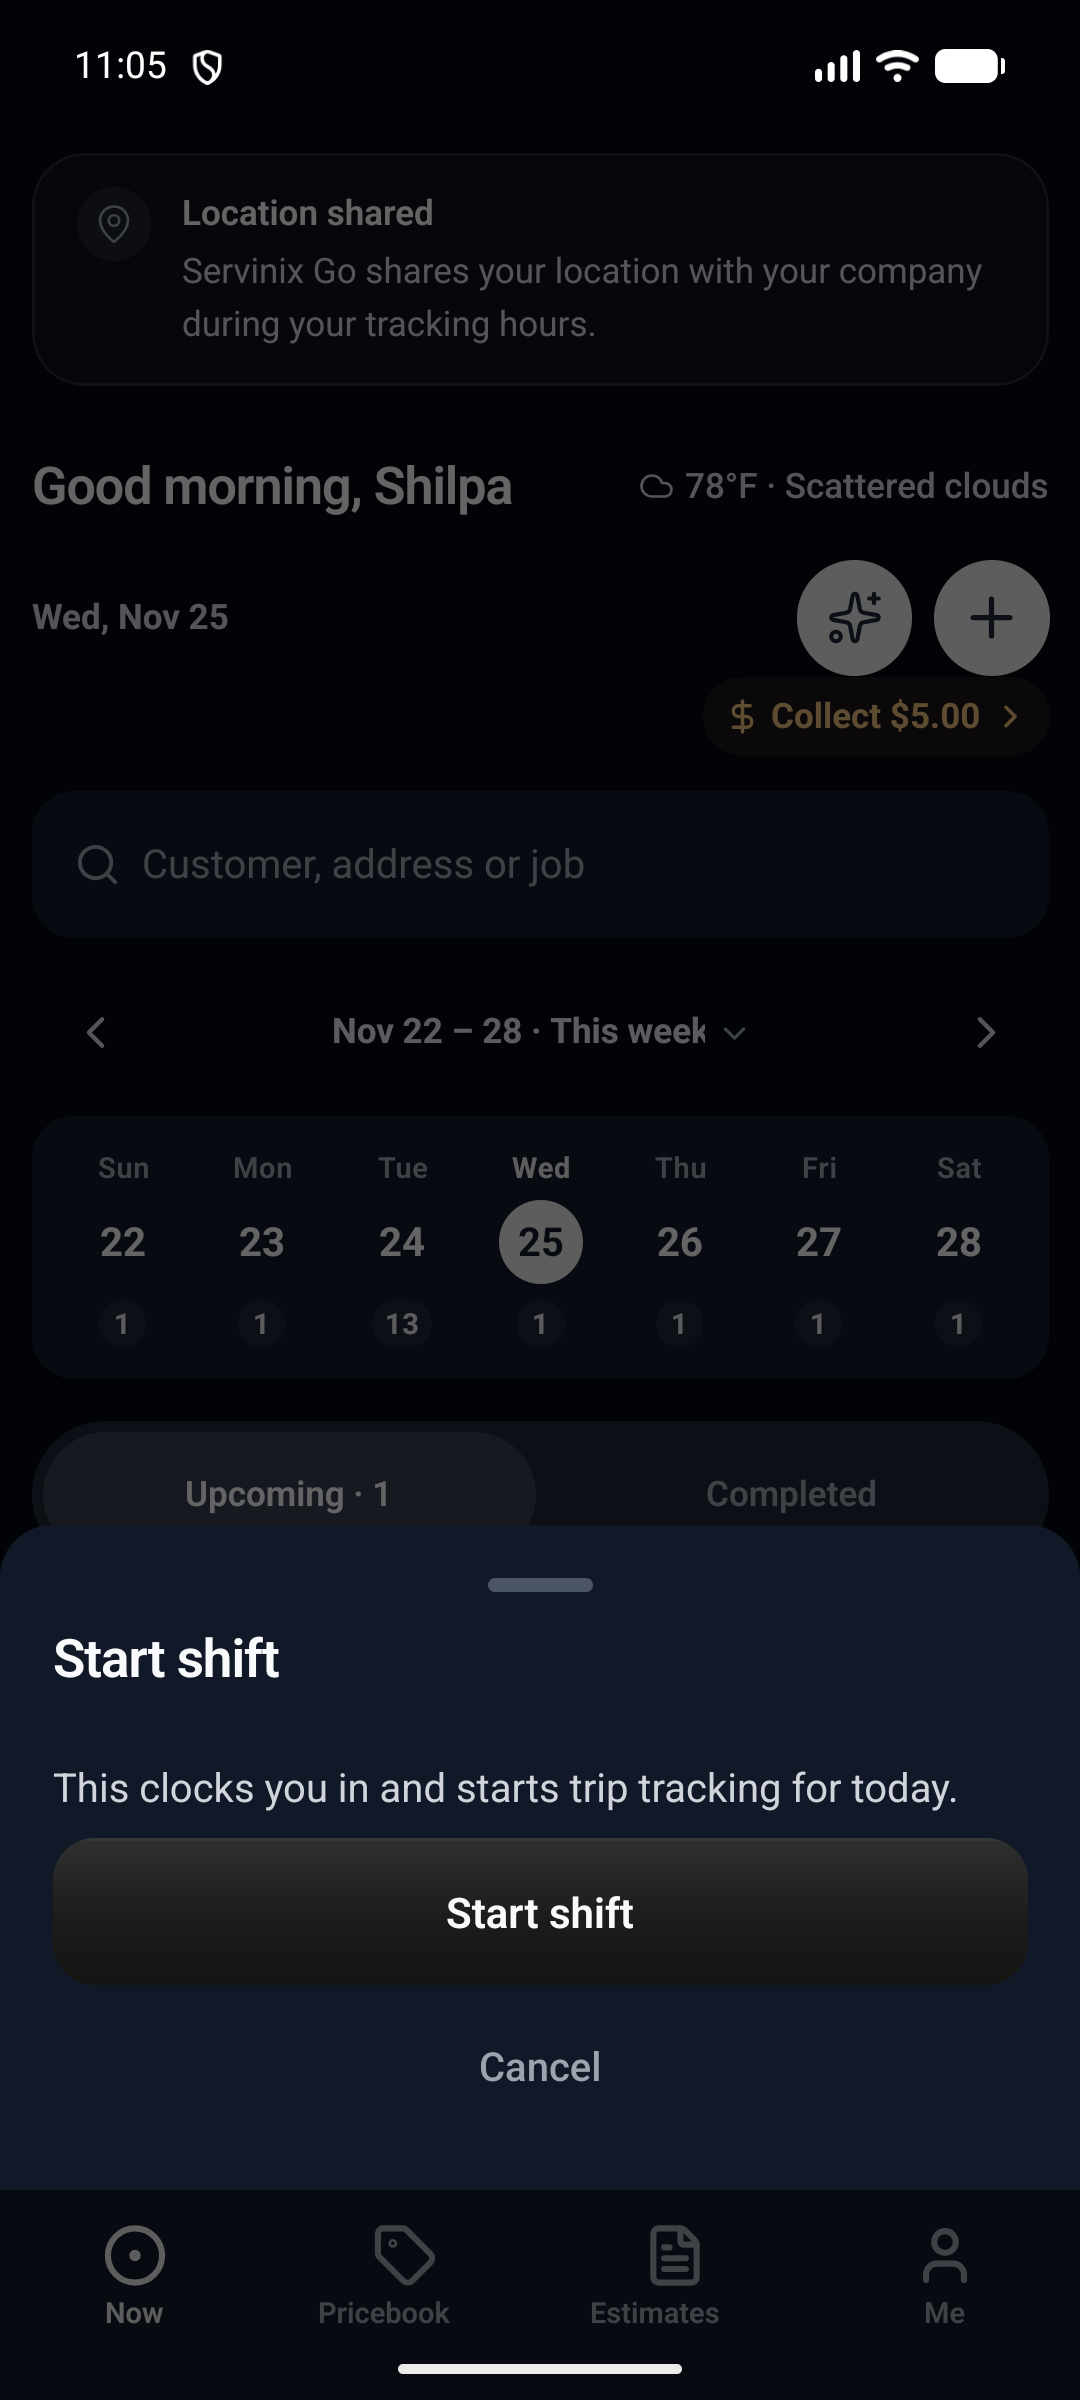 11:05
Location shared
Servinix Go shares your location with your company
during your tracking hours.
Good morning, Shilpa
78°F · Scattered clouds
Wed, Nov 25
Collect $5.00
Customer, address or job
Nov 22 – 28 · This week
Sun Mon Tue Wed Thu Fri Sat
22 23 24 25 26 27 28
1 1 13 1 1 1 1
Upcoming · 1 Completed
Start shift
This clocks you in and starts trip tracking for today.
Start shift
Cancel
Now Pricebook Estimates Me